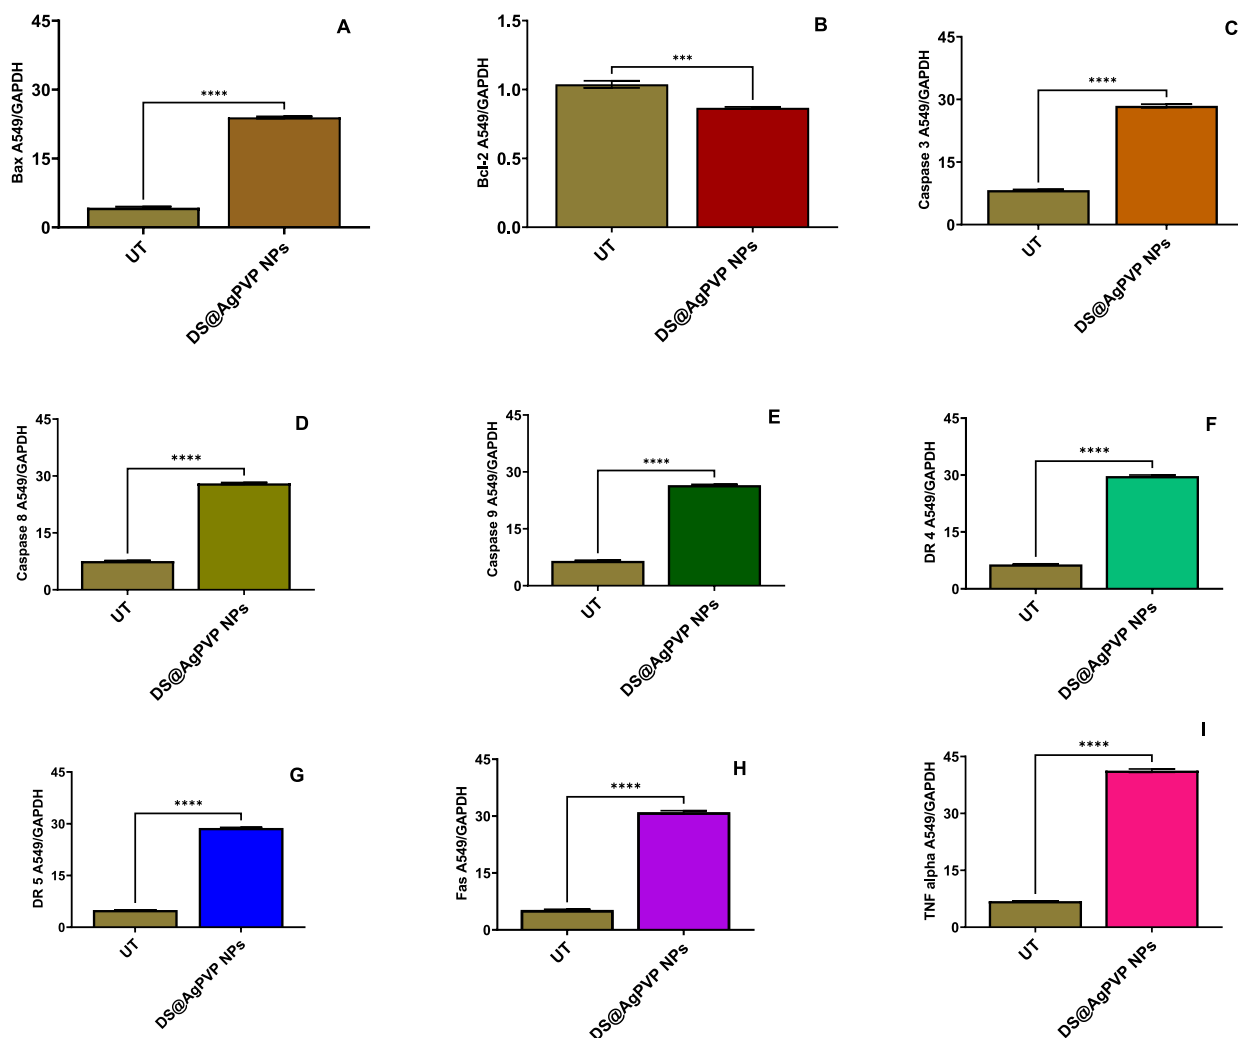 A
Bax A549/GAPDH
45
30
15
0
****
UT
DS@AgPVP NPs
B
Bcl-2 A549/GAPDH
1.5
1.0
0.5
0.0
***
UT
DS@AgPVP NPs
C
Caspase 3 A549/GAPDH
45
30
15
0
****
UT
DS@AgPVP NPs
D
Caspase 8 A549/GAPDH
45
30
15
0
****
UT
DS@AgPVP NPs
E
Caspase 9 A549/GAPDH
45
30
15
0
****
UT
DS@AgPVP NPs
F
DR 4 A549/GAPDH
45
30
15
0
****
UT
DS@AgPVP NPs
G
DR 5 A549/GAPDH
45
30
15
0
****
UT
DS@AgPVP NPs
H
Fas A549/GAPDH
45
30
15
0
****
UT
DS@AgPVP NPs
I
TNF alpha A549/GAPDH
45
30
15
0
****
UT
DS@AgPVP NPs